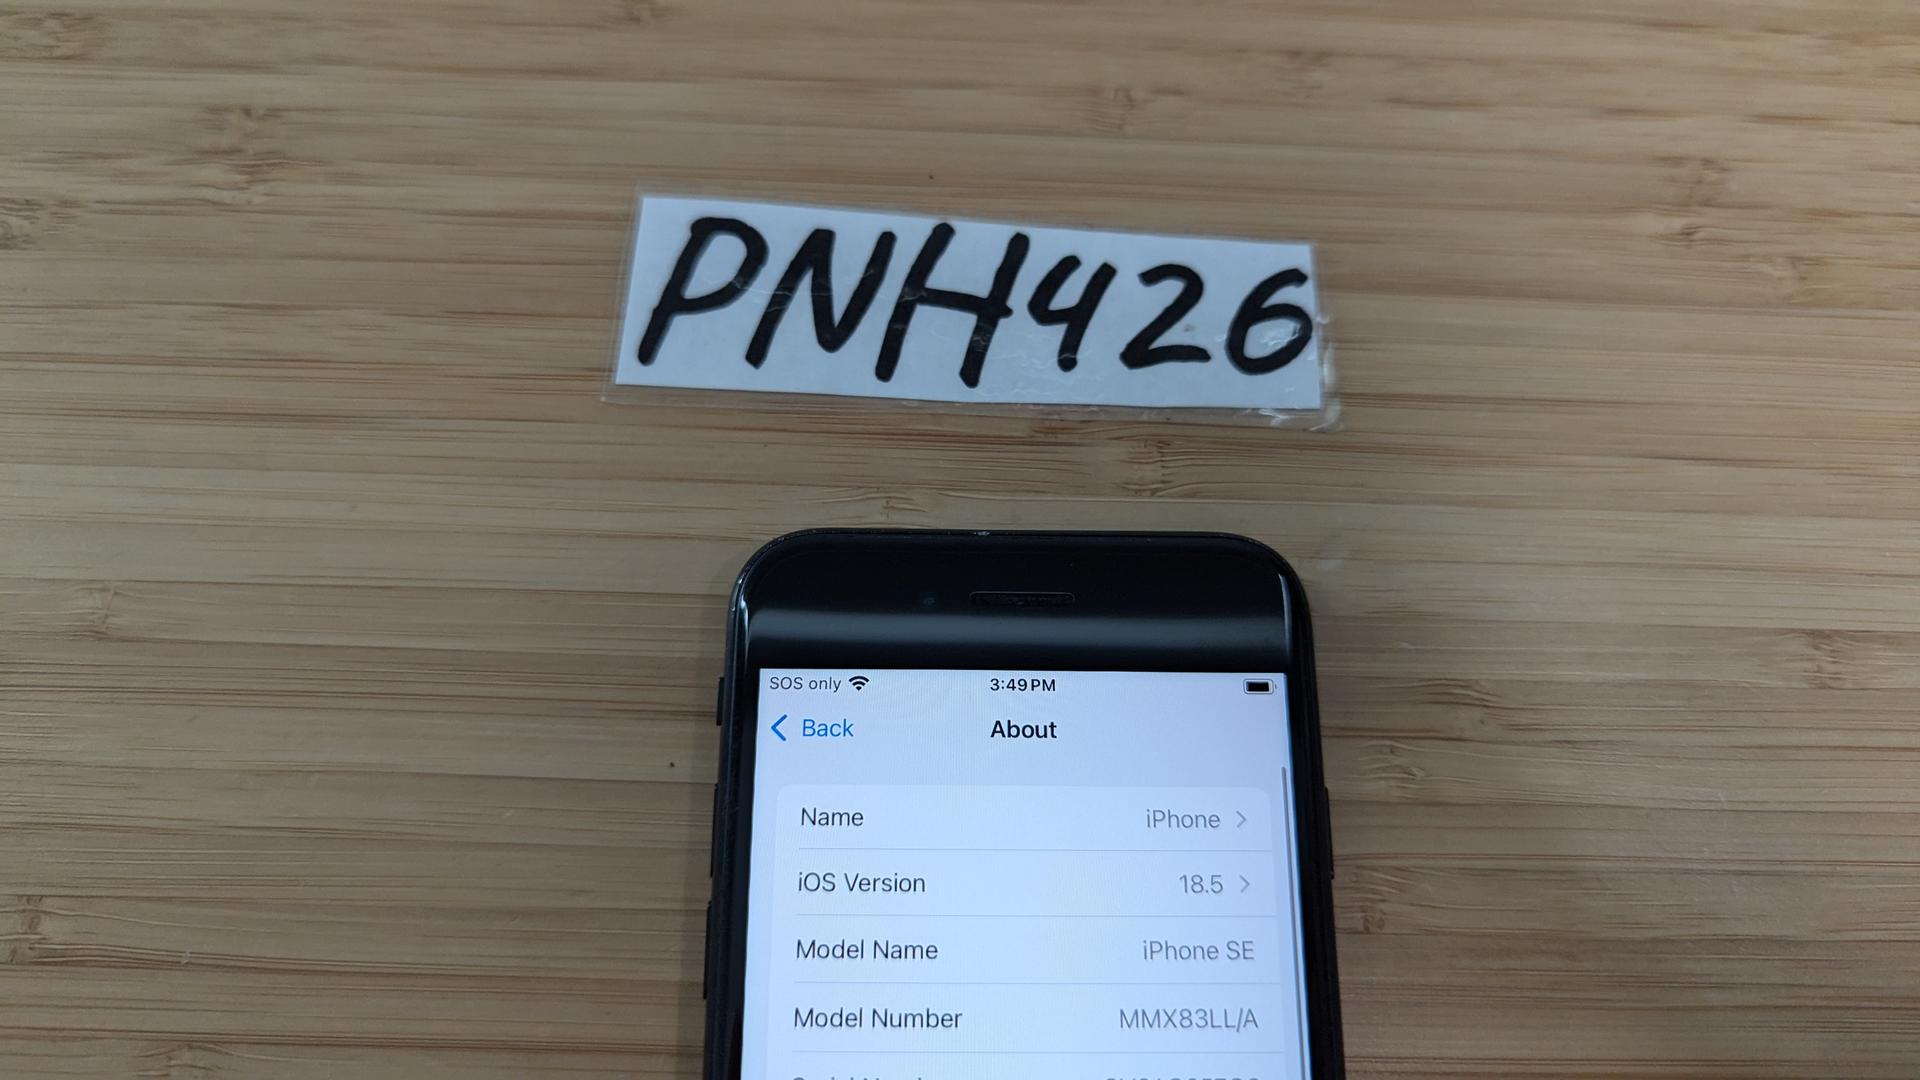 PNH426
SOS only 3:49 PM
Back About
Name iPhone
iOS Version 18.5
Model Name iPhone SE
Model Number MMX83LL/A